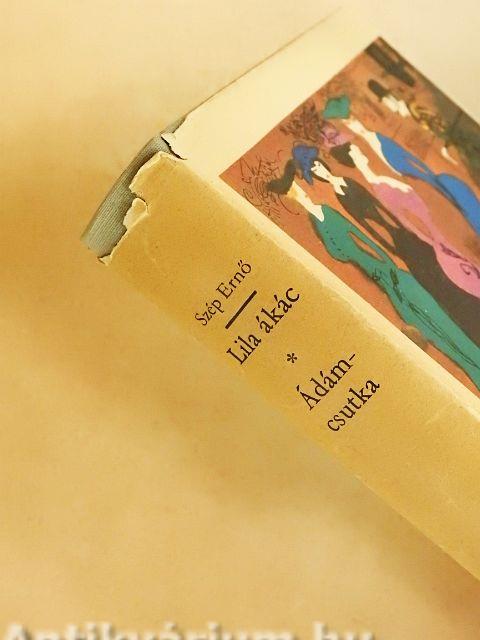 Szép Ernő
Lila ákác
*
Ádám-
csutka
Antikvárium.hu